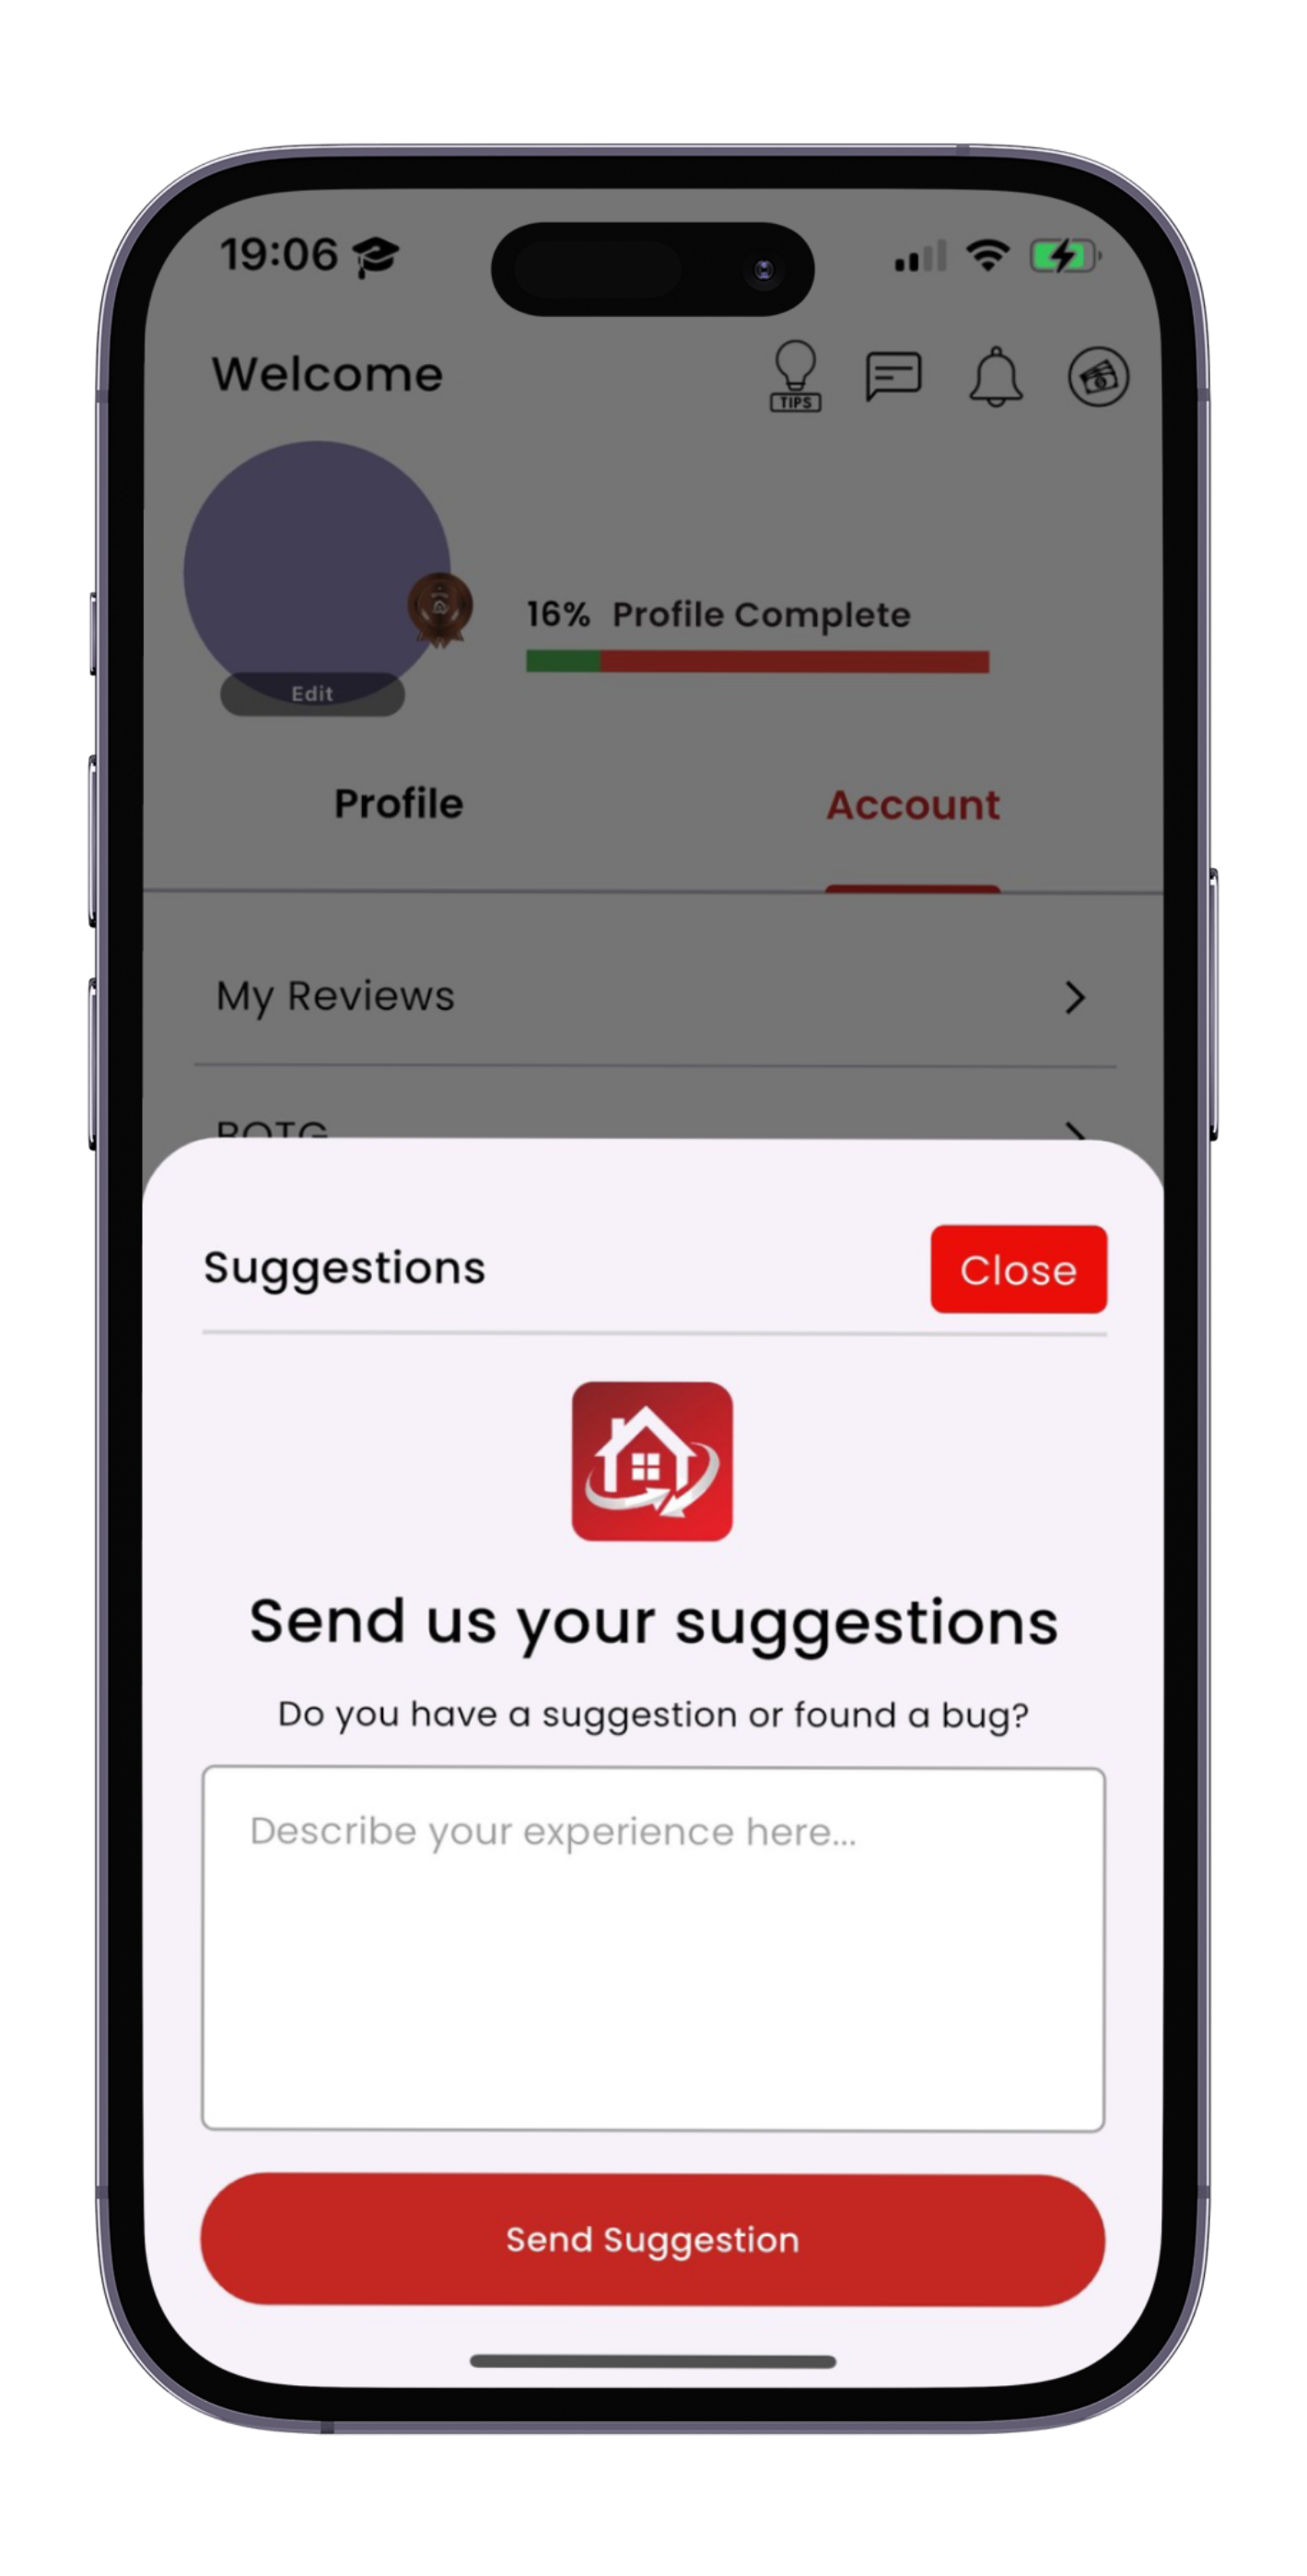 19:06
Welcome
TIPS
16% Profile Complete
Edit
Profile Account
My Reviews
Suggestions
Close
Send us your suggestions
Do you have a suggestion or found a bug?
Describe your experience here...
Send Suggestion